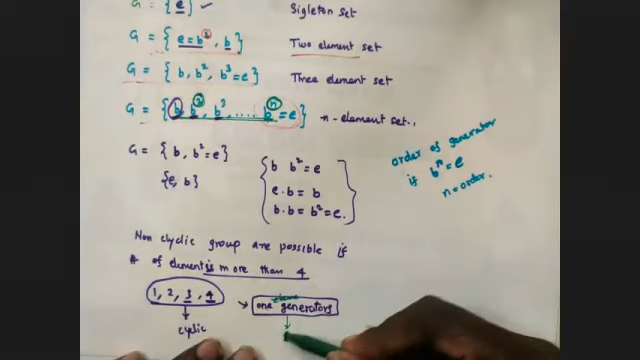 G = { e } ✓ Sigleton set
G = { e = b², b } Two element set
G = { b, b², b³ = e } Three element set
G = { b, b², b³, .... bⁿ = e } n - element set.,
order of generator
if bⁿ = e
n = order.
G = { b, b² = e }
{e, b}
b b² = e
e · b = b
b · b = b² = e.
Non cyclic group are possible if
# of element is more than 4
1, 2, 3, 4 → one generators
cyclic